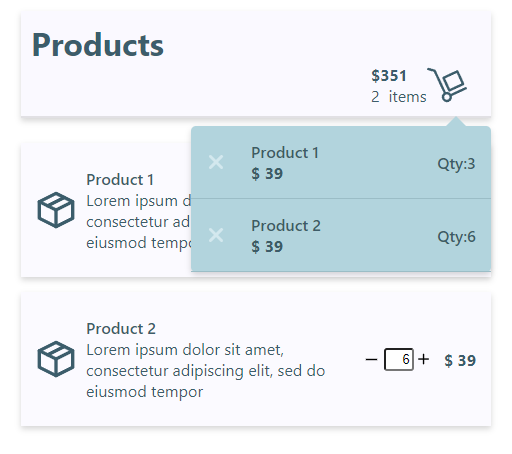 Products
$351
2 items
✕ Product 1
$ 39
Qty:3
✕ Product 2
$ 39
Qty:6
Product 1
Lorem ipsum d
consectetur ad
eiusmod tempo
Product 2
Lorem ipsum dolor sit amet,
consectetur adipiscing elit, sed do
eiusmod tempor
− 6 + $ 39